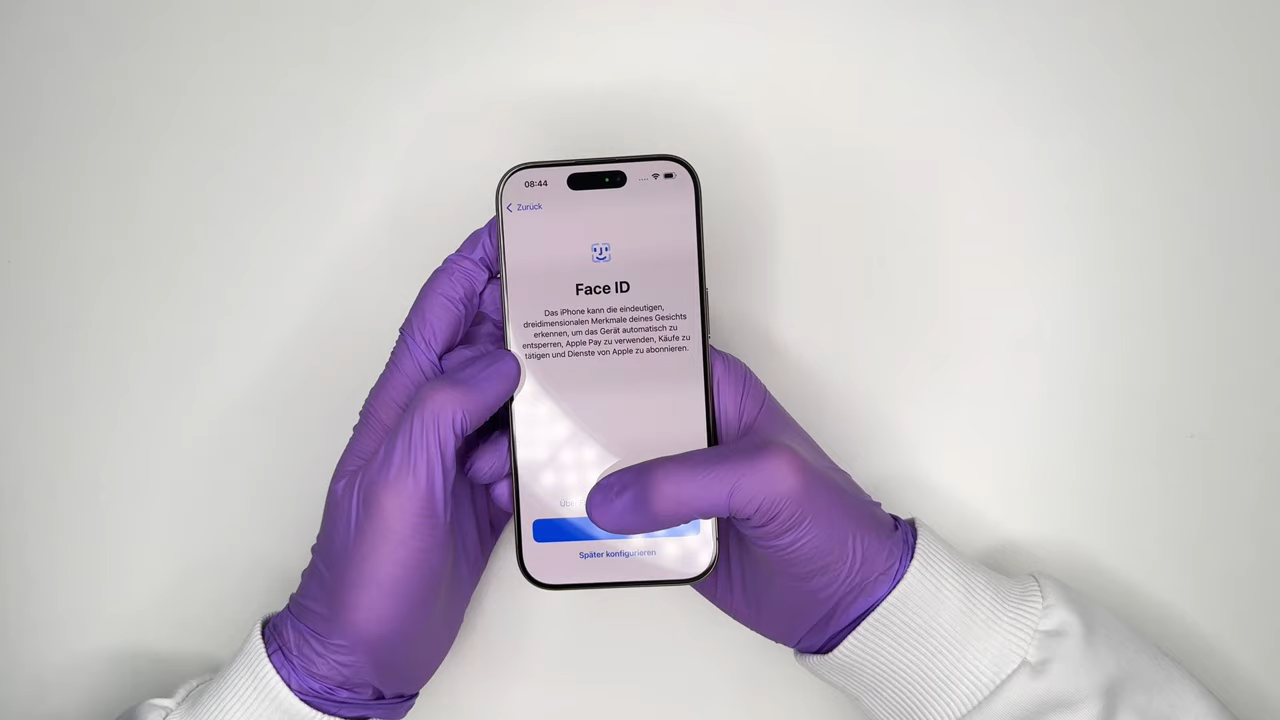 08:44
Zurück
Face ID
Das iPhone kann die eindeutigen,
dreidimensionalen Merkmale deines Gesichts
erkennen, um das Gerät automatisch zu
entsperren, Apple Pay zu verwenden, Käufe zu
tätigen und Dienste von Apple zu abonnieren.
Später konfigurieren